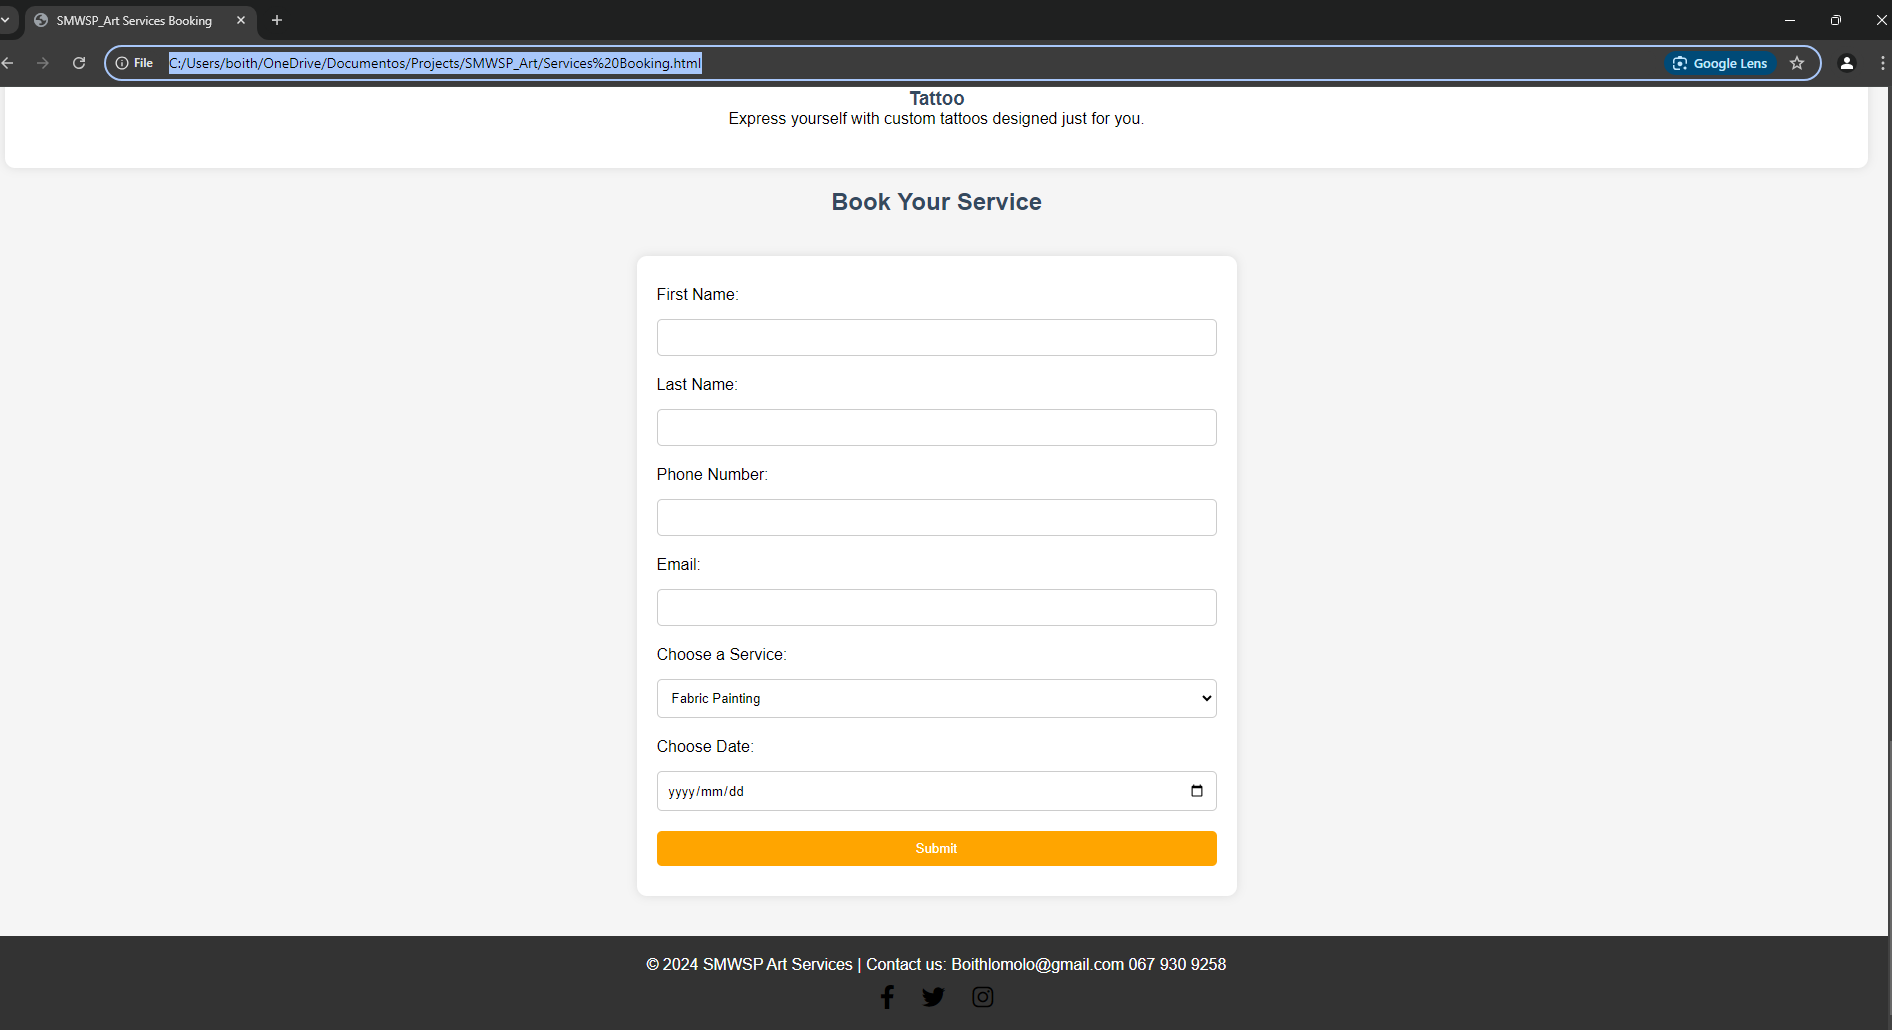 SMWSP_Art Services Booking
File
C:/Users/boith/OneDrive/Documentos/Projects/SMWSP_Art/Services%20Booking.html
Google Lens
Tattoo
Express yourself with custom tattoos designed just for you.
Book Your Service
First Name:
Last Name:
Phone Number:
Email:
Choose a Service:
Fabric Painting
Choose Date:
yyyy/mm/dd
Submit
© 2024 SMWSP Art Services | Contact us: Boithlomolo@gmail.com 067 930 9258